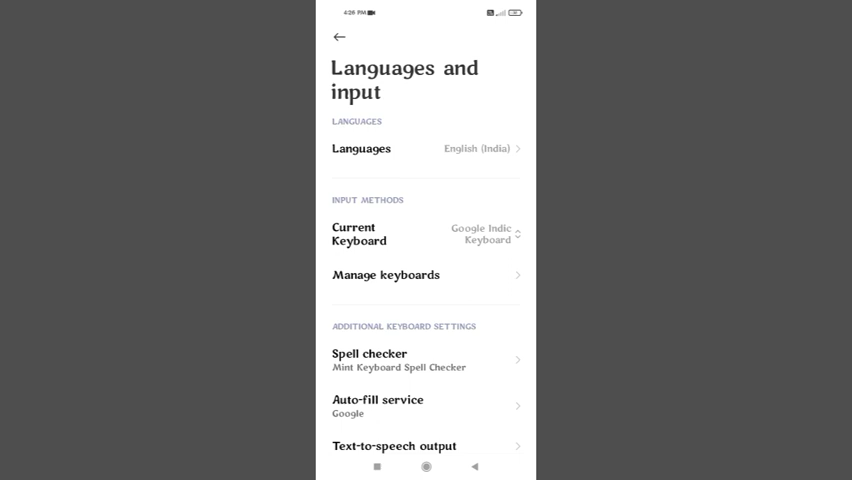 4:26 PM
Languages and
input
LANGUAGES
Languages English (India)
INPUT METHODS
Current Google Indic
Keyboard Keyboard
Manage keyboards
ADDITIONAL KEYBOARD SETTINGS
Spell checker
Mint Keyboard Spell Checker
Auto-fill service
Google
Text-to-speech output